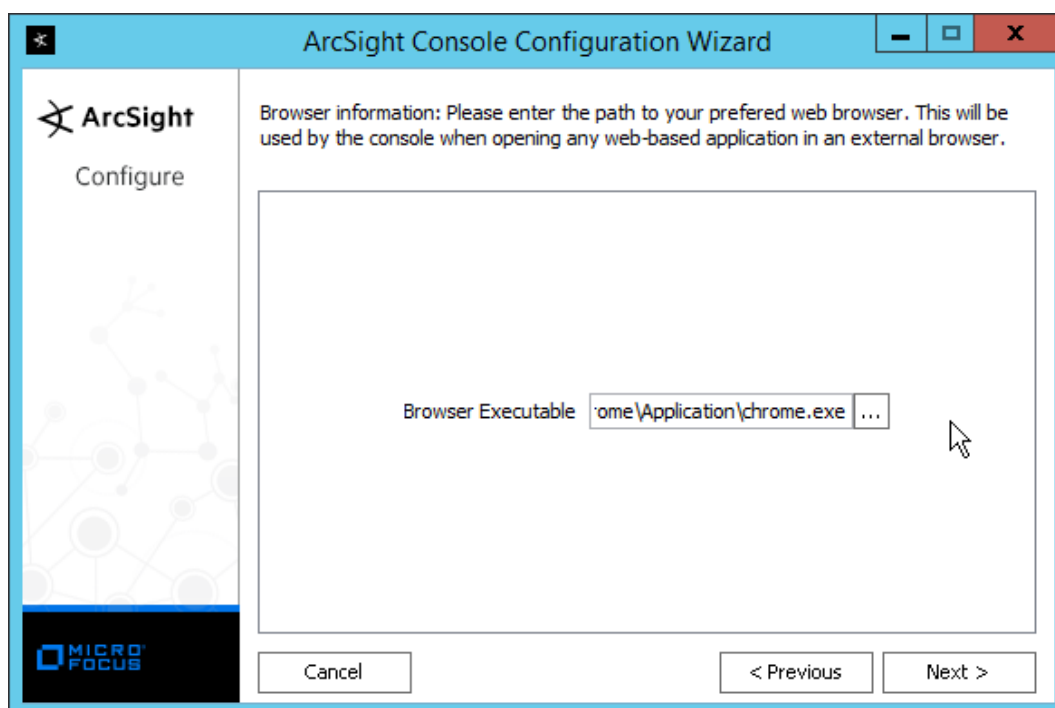 ArcSight Console Configuration Wizard
ArcSight
Configure
Browser information: Please enter the path to your prefered web browser. This will be
used by the console when opening any web-based application in an external browser.
Browser Executable ome\Application\chrome.exe ...
MICRO
FOCUS
Cancel < Previous Next >